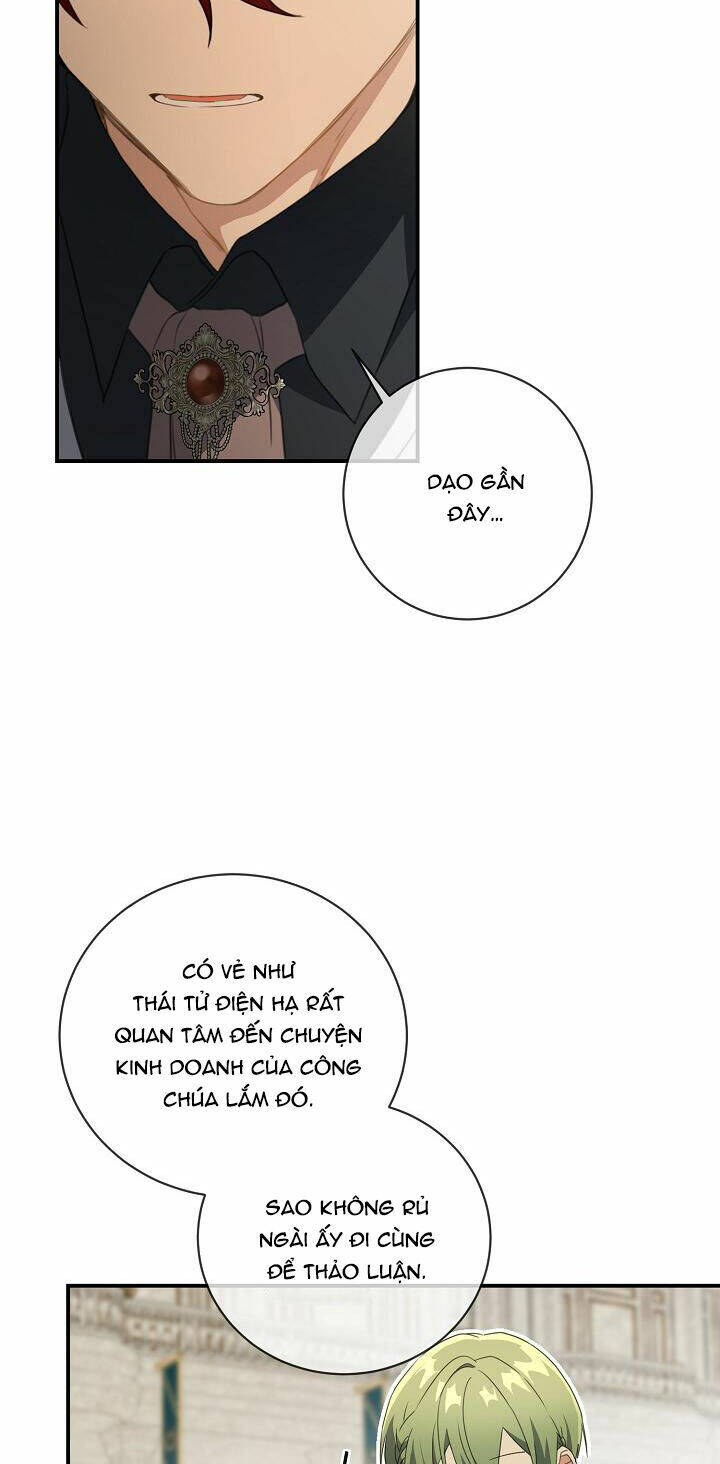 DẠO GẦN
ĐÂY...
CÓ VẺ NHƯ
THÁI TỬ ĐIỆN HẠ RẤT
QUAN TÂM ĐẾN CHUYỆN
KINH DOANH CỦA CÔNG
CHÚA LẮM ĐÓ.
SAO KHÔNG RỦ
NGÀI ẤY ĐI CÙNG
ĐỂ THẢO LUẬN.